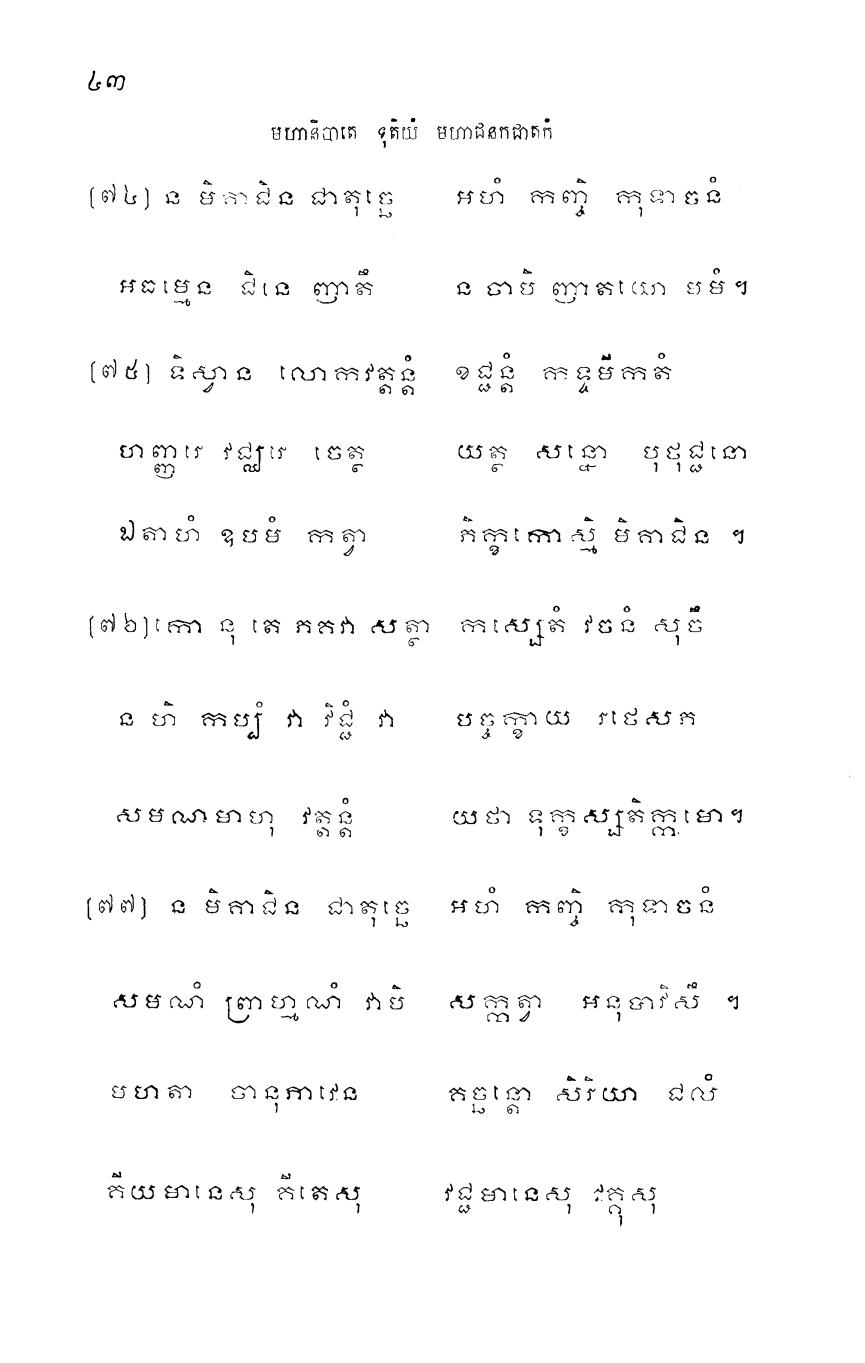 ៤៣
មហានិបាតេ ទុតិយំ មហាជនកជាតកំ
[៧៤] ន មិគាជិន ជាតុច្ឆេ អហំ កញ្ចិ កុទាចនំ
អធម្មេន ជិនេ ញាតឹ ន ចាបិ ញាតយោ មមំ។
[៧៥] ទិស្វាន លោកវត្តន្តំ ខជ្ជន្តំ កទ្ទមីកតំ
ហញ្ញរេ វជ្ឈរេ ចេត្ថ យត្ថ សន្នោ បុថុជ្ជនោ
ឯតាហំ ឧបមំ កត្វា ភិក្ខកោស្មិ មិគាជិន ។
[៧៦] កោ នុ តេ ភគវា សត្ថា កស្សេតំ វចនំ សុចឹ
ន ហិ កប្បំ វា វិជ្ជំ វា បច្ចក្ខាយ រថេសភ
សមណមាហុ វត្តន្តំ យថា ទុក្ខស្សតិក្កមោ។
[៧៧] ន មិគាជិន ជាតុច្ឆេ អហំ កញ្ចិ កុទាចនំ
សមណំ ព្រាហ្មណំ វាបិ សក្កត្វា អនុបាវិសឹ ។
មហតា ចានុភាវេន គច្ឆន្តោ សិរិយា ជលំ
គីយមានេសុ គីតេសុ វជ្ជមានេសុ វគ្គុសុ